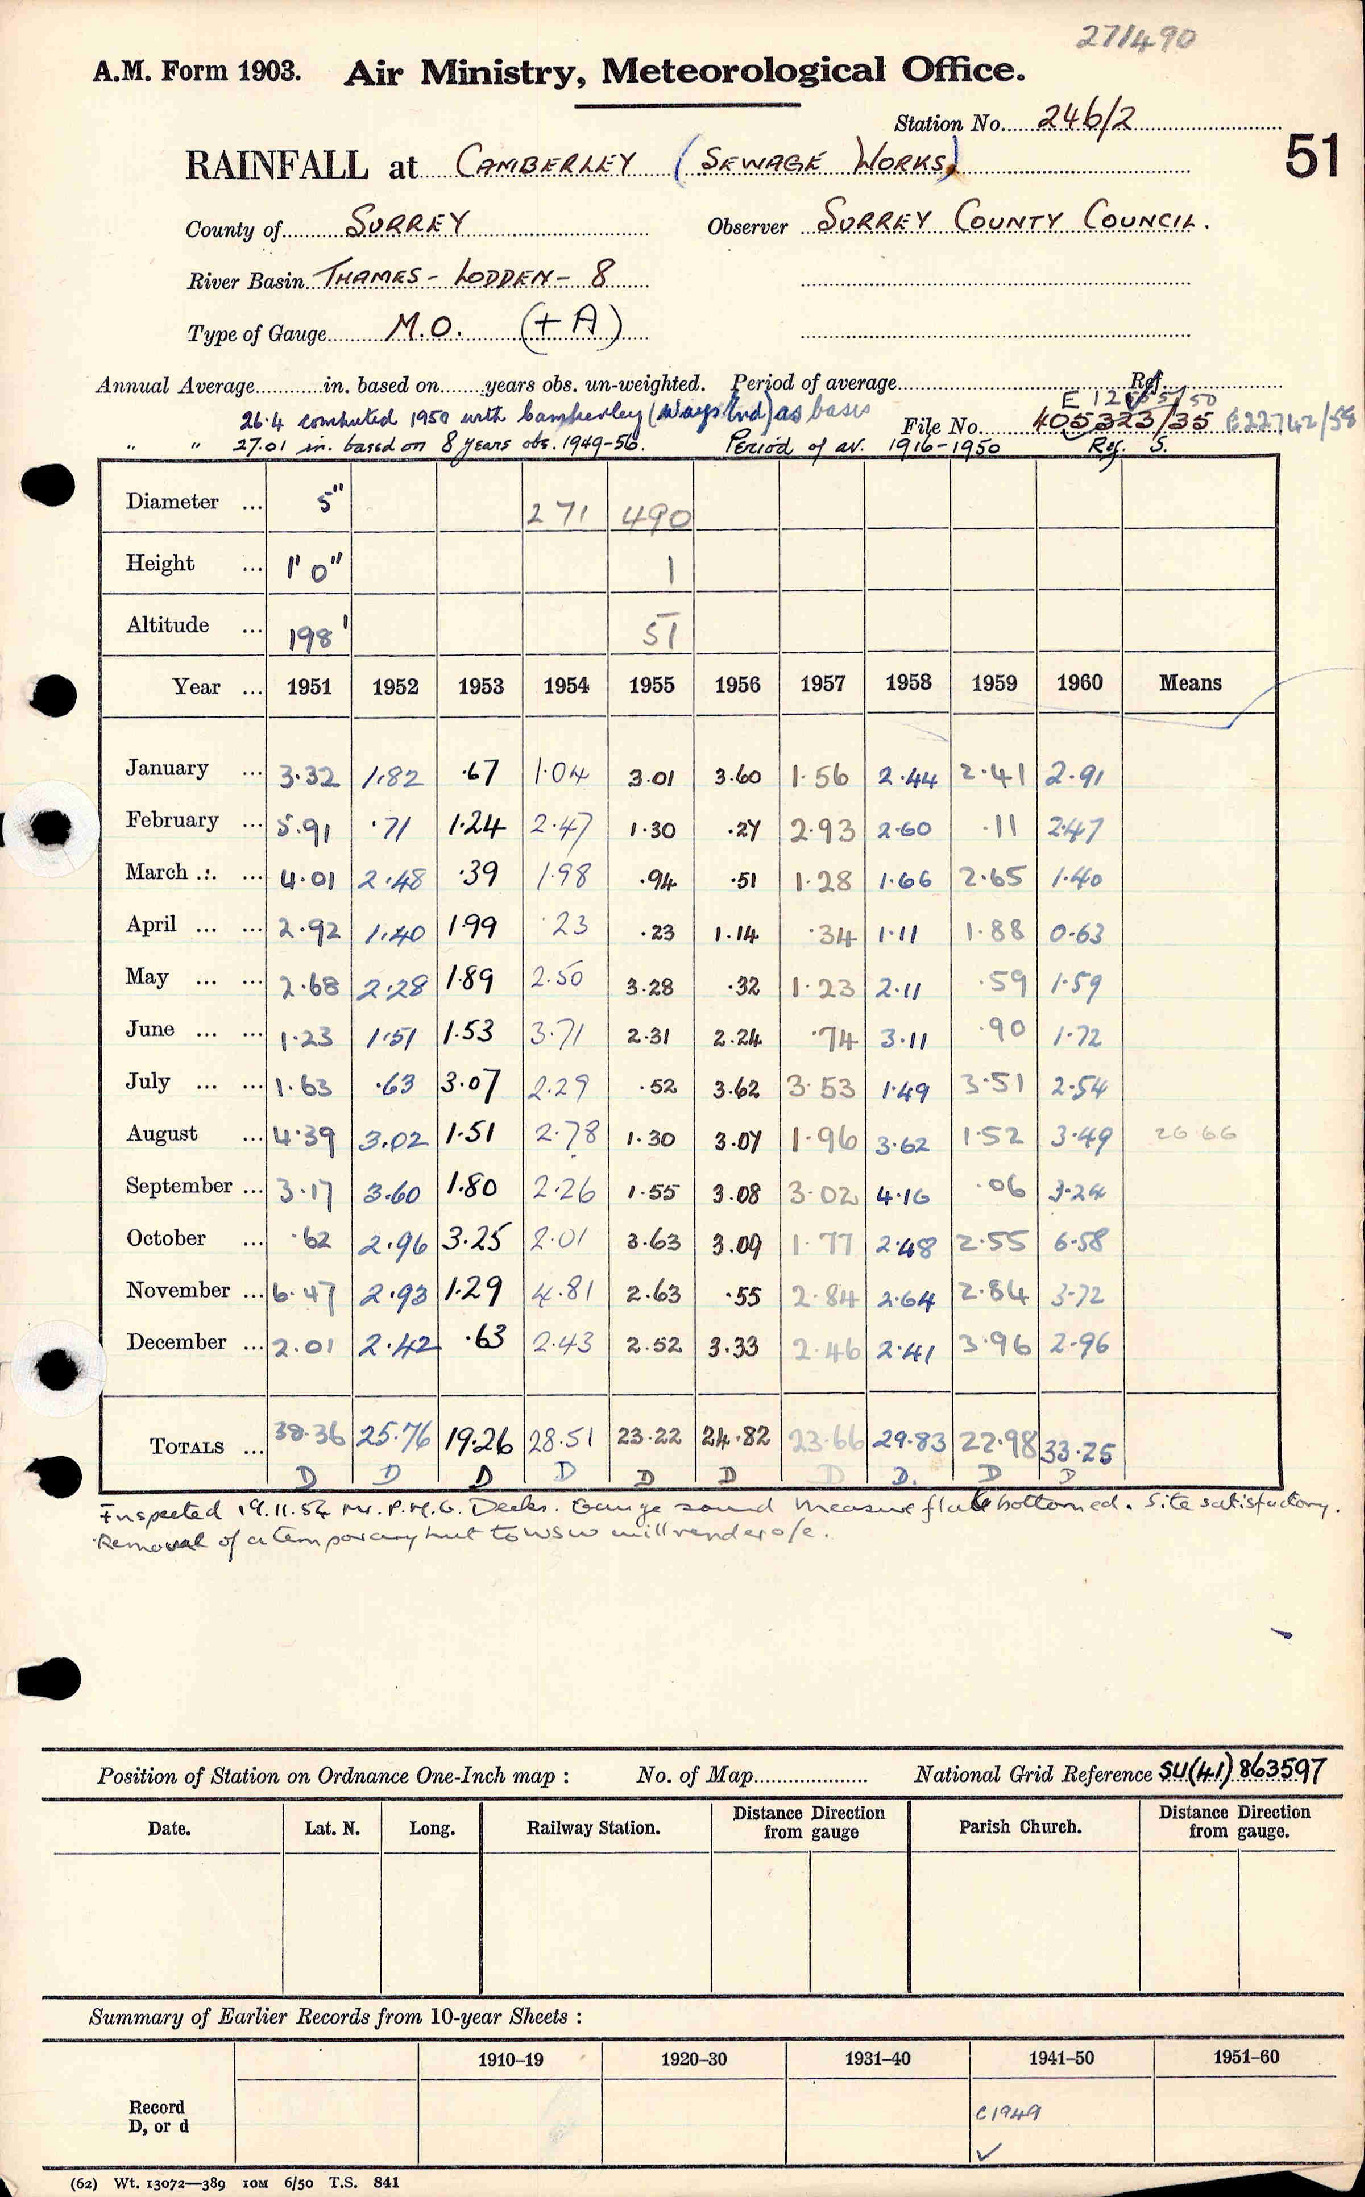 271490
A.M. Form 1903. Air Ministry, Meteorological Office.
Station No. 246/2
51
RAINFALL at CAMBERLEY (SEWAGE WORKS)
County of SURREY Observer SURREY COUNTY COUNCIL.
River Basin THAMES - LODDEN - 8
Type of Gauge M.O. (+ A)
Annual Average in. based on years obs. un-weighted. Period of average Ref.
26.4 computed 1950 with Camberley (Ways End) as basis File No. 405323/35 E22742/58
" " 27.01 in. based on 8 years obs. 1949-56. Period of av. 1916-1950 Reg. S.
Diameter ... 5" 271 490
Height ... 1' 0" 1
Altitude ... 198' 51
Year ... 1951 1952 1953 1954 1955 1956 1957 1958 1959 1960 Means
January ... 3.32 1.82 .67 1.04 3.01 3.60 1.56 2.44 2.41 2.91
February ... 5.91 .71 1.24 2.47 1.30 .27 2.93 2.60 .11 2.47
March ... ... 4.01 2.48 .39 1.98 .94 .51 1.28 1.66 2.65 1.40
April ... ... 2.92 1.40 1.99 .23 .23 1.14 .34 1.11 1.88 0.63
May ... ... 2.68 2.28 1.89 2.50 3.28 .32 1.23 2.11 .59 1.59
June ... ... 1.23 1.51 1.53 3.71 2.31 2.24 .74 3.11 .90 1.72
July ... ... 1.63 .63 3.07 2.29 .52 3.62 3.53 1.49 3.51 2.54
August ... 4.39 3.02 1.51 2.78 1.30 3.07 1.96 3.62 1.52 3.49 26.66
September ... 3.17 3.60 1.80 2.26 1.55 3.08 3.02 4.16 .06 3.24
October ... .62 2.96 3.25 2.01 3.63 3.09 1.77 2.48 2.55 6.58
November ... 6.47 2.93 1.29 4.81 2.63 .55 2.84 2.64 2.84 3.72
December ... 2.01 2.42 .63 2.43 2.52 3.33 2.46 2.41 3.96 2.96
TOTALS ... 38.36 25.76 19.26 28.51 23.22 24.82 23.66 29.83 22.98 33.25
D D D D D D D D. D D
Inspected 19.11.54 Mr. P.M.G. Deeks. Gauge sound measure flat bottomed. Site satisfactory.
Removal of a temporary hut to WSW will render o/e.
Position of Station on Ordnance One-Inch map : No. of Map National Grid Reference SU(41) 863597
Date. Lat. N. Long. Railway Station. Distance Direction from gauge Parish Church. Distance Direction from gauge.
Summary of Earlier Records from 10-year Sheets :
1910–19 1920–30 1931–40 1941–50 1951–60
Record
D, or d
C1949
✓
(62) Wt. 13072—389 10M 6/50 T.S. 841